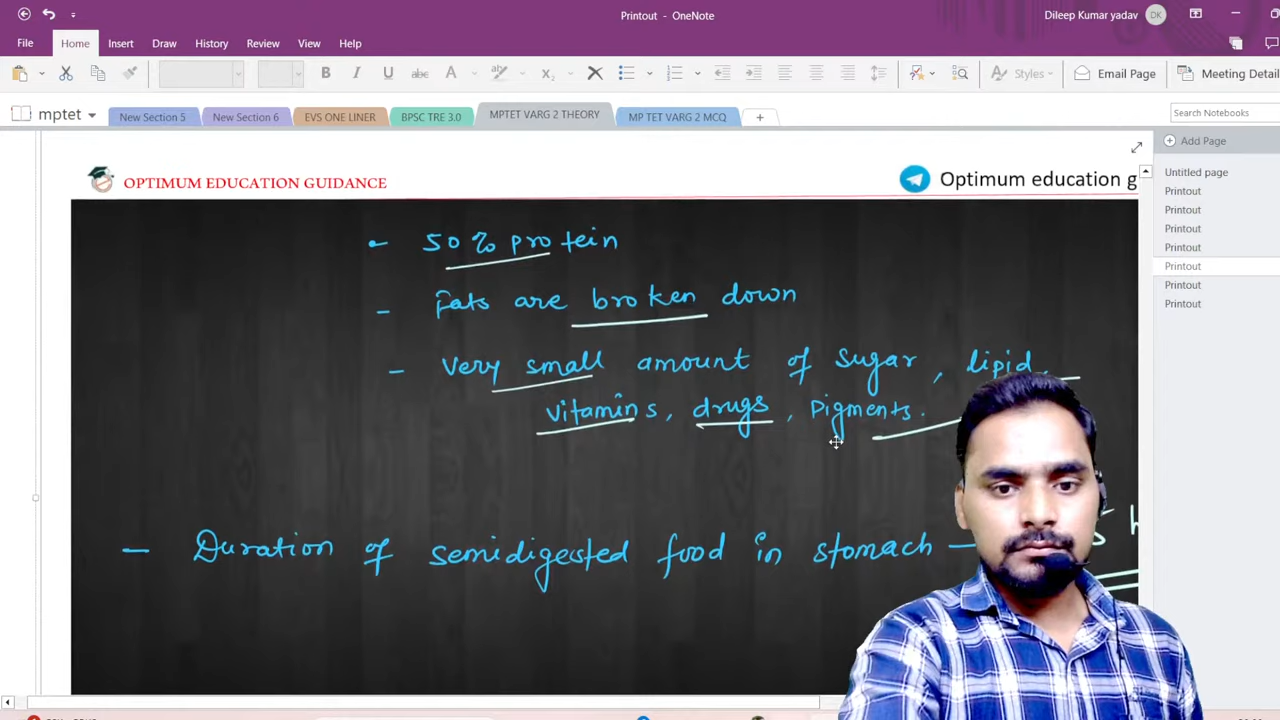 Printout - OneNote
Dileep Kumar yadav DK
File Home Insert Draw History Review View Help
B I U abc A Styles Email Page Meeting Detail
mptet New Section 5 New Section 6 EVS ONE LINER BPSC TRE 3.0 MPTET VARG 2 THEORY MP TET VARG 2 MCQ + Search Notebooks
Add Page
Untitled page
Printout
Printout
Printout
Printout
Printout
Printout
Printout
OPTIMUM EDUCATION GUIDANCE
Optimum education g
50% protein
- Fats are broken down
- Very small amount of sugar, lipid,
vitamins, drugs, pigments.
- Duration of semidigested food in stomach -